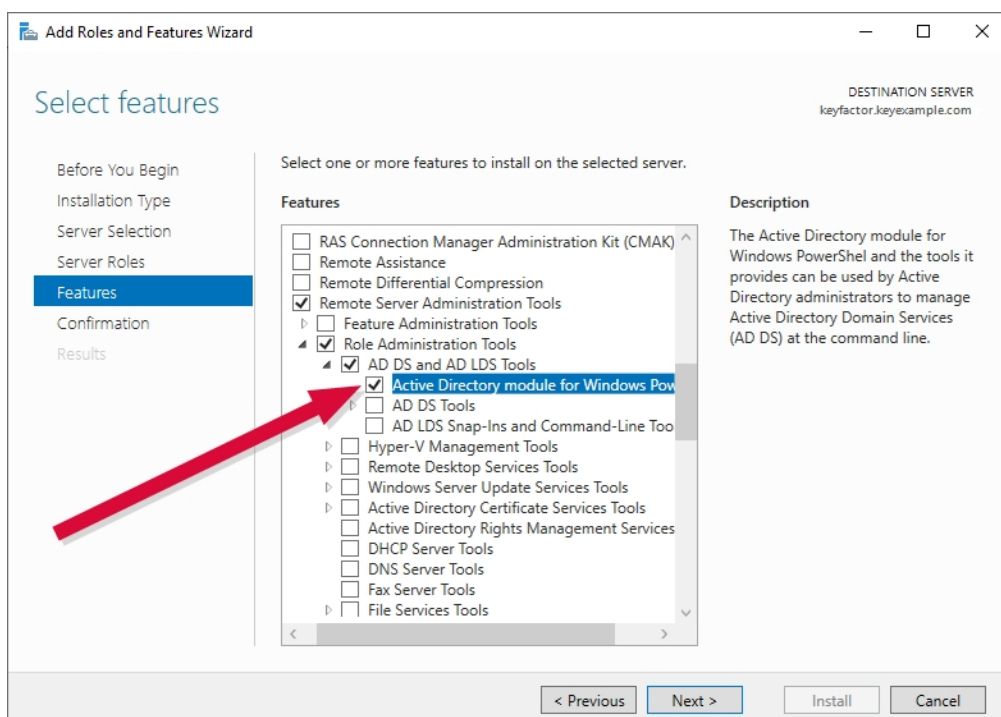 Add Roles and Features Wizard
Select features
DESTINATION SERVER
keyfactor.keyexample.com
Before You Begin
Installation Type
Server Selection
Server Roles
Features
Confirmation
Results
Select one or more features to install on the selected server.
Features
RAS Connection Manager Administration Kit (CMAK)
Remote Assistance
Remote Differential Compression
Remote Server Administration Tools
Feature Administration Tools
Role Administration Tools
AD DS and AD LDS Tools
Active Directory module for Windows Pow
AD DS Tools
AD LDS Snap-Ins and Command-Line Too
Hyper-V Management Tools
Remote Desktop Services Tools
Windows Server Update Services Tools
Active Directory Certificate Services Tools
Active Directory Rights Management Services
DHCP Server Tools
DNS Server Tools
Fax Server Tools
File Services Tools
Description
The Active Directory module for
Windows PowerShel and the tools it
provides can be used by Active
Directory administrators to manage
Active Directory Domain Services
(AD DS) at the command line.
< Previous
Next >
Install
Cancel